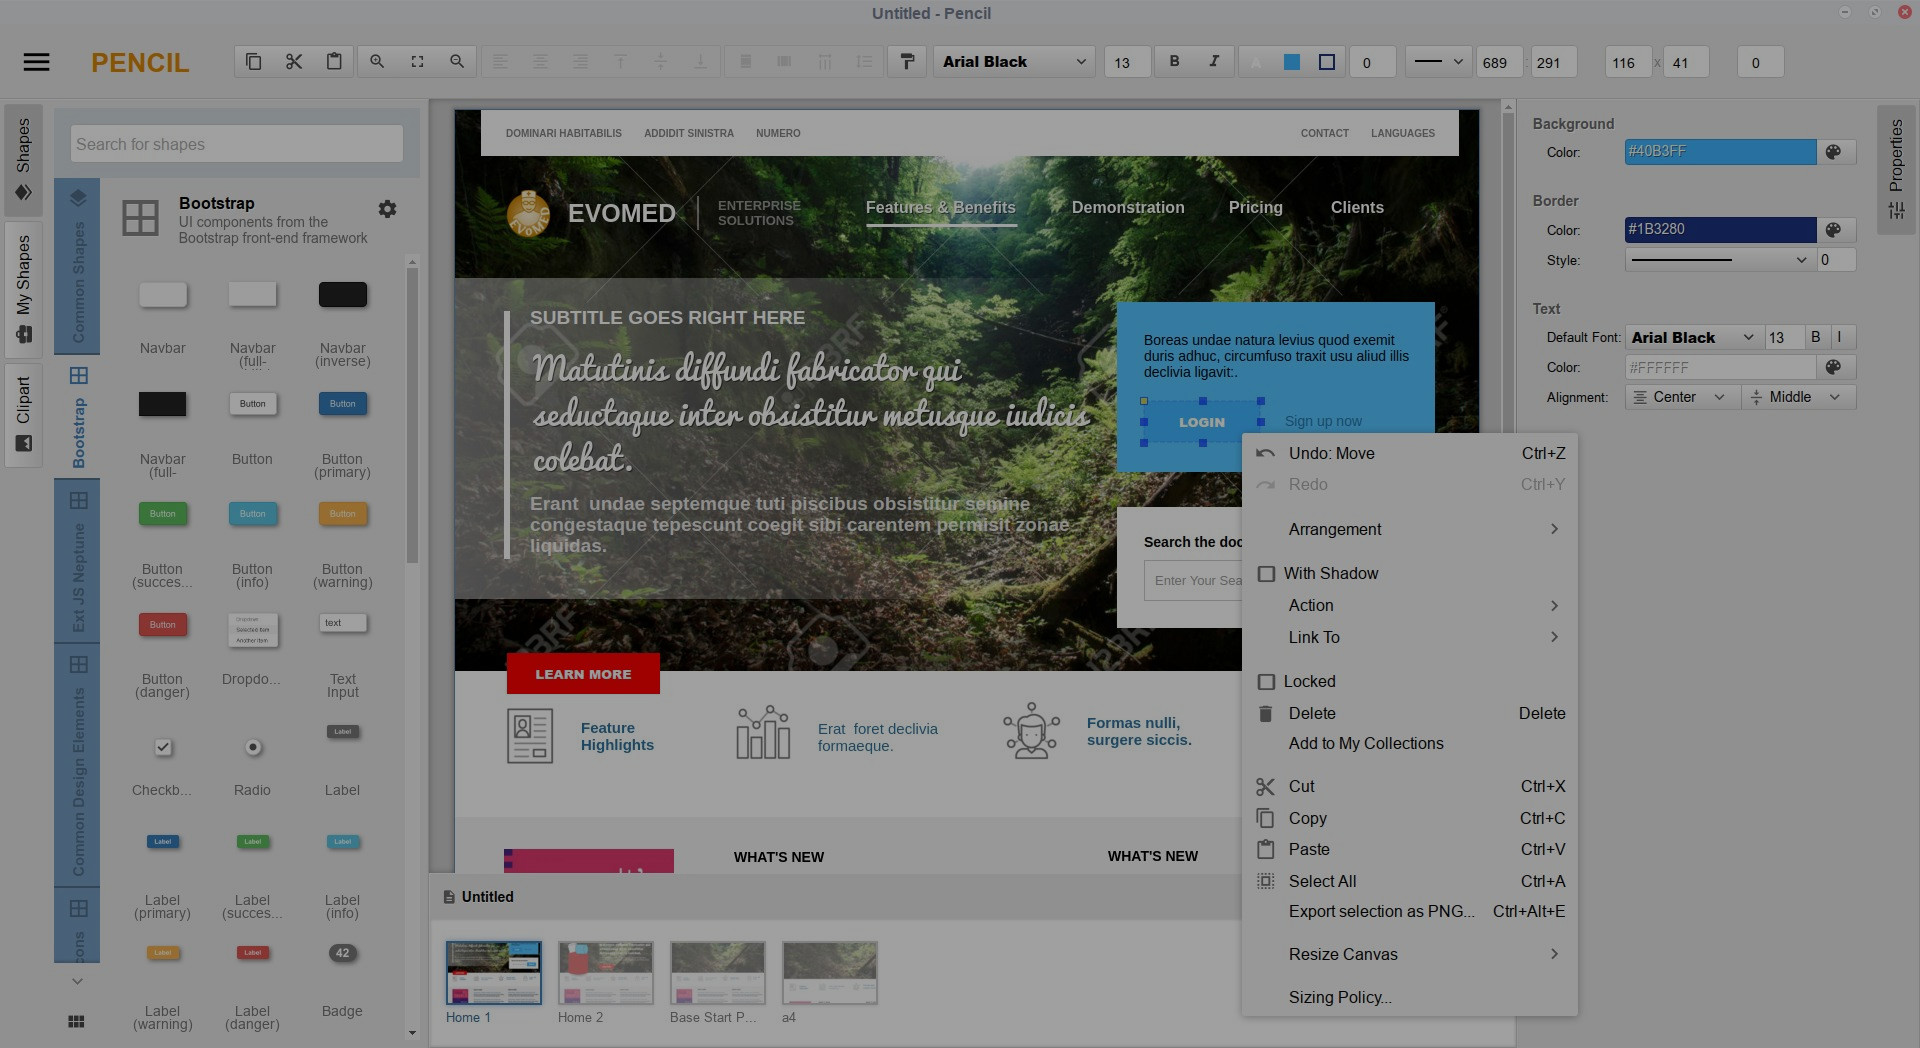 Untitled - Pencil
PENCIL
Arial Black
13
B
I
A
0
689 : 291
116 x 41
0
Shapes
My Shapes
Clipart
Search for shapes
Common Shapes
Bootstrap
Ext JS Neptune
Common Design Elements
Bootstrap
UI components from the
Bootstrap front-end framework
Navbar
Navbar
(full-
Navbar
(inverse)
Button
Button
Navbar
(full-
Button
Button
(primary)
Button
Button
Button
Button
(succes...
Button
(info)
Button
(warning)
Button
Selected item
Another item
text
Button
(danger)
Dropdo...
Text
Input
Label
Checkb...
Radio
Label
Label
Label
Label
Label
(primary)
Label
(succes...
Label
(info)
Label
Label
42
Label
(warning)
Label
(danger)
Badge
DOMINARI HABITABILIS
ADDIDIT SINISTRA
NUMERO
CONTACT
LANGUAGES
EVOMED
EVOMED
ENTERPRISE
SOLUTIONS
Features & Benefits
Demonstration
Pricing
Clients
SUBTITLE GOES RIGHT HERE
Matutinis diffundi fabricator qui
seductaque inter obsistitur metusque iudicis
colebat.
Erant  undae septemque tuti piscibus obsistitur semine
congestaque tepescunt coegit sibi carentem permisit zonae
liquidas.
Boreas undae natura levius quod exemit
duris adhuc, circumfuso traxit usu aliud illis
declivia ligavit:.
LOGIN
Sign up now
Search the doc
Enter Your Sea
LEARN MORE
Feature
Highlights
Erat  foret declivia
formaeque.
Formas nulli,
surgere siccis.
WHAT'S NEW
WHAT'S NEW
Untitled
Home 1
Home 2
Base Start P...
a4
Undo: Move Ctrl+Z
Redo Ctrl+Y
Arrangement
With Shadow
Action
Link To
Locked
Delete Delete
Add to My Collections
Cut Ctrl+X
Copy Ctrl+C
Paste Ctrl+V
Select All Ctrl+A
Export selection as PNG... Ctrl+Alt+E
Resize Canvas
Sizing Policy...
Background
Color: #40B3FF
Border
Color: #1B3280
Style: 0
Text
Default Font: Arial Black 13 B I
Color: #FFFFFF
Alignment: Center Middle
Properties